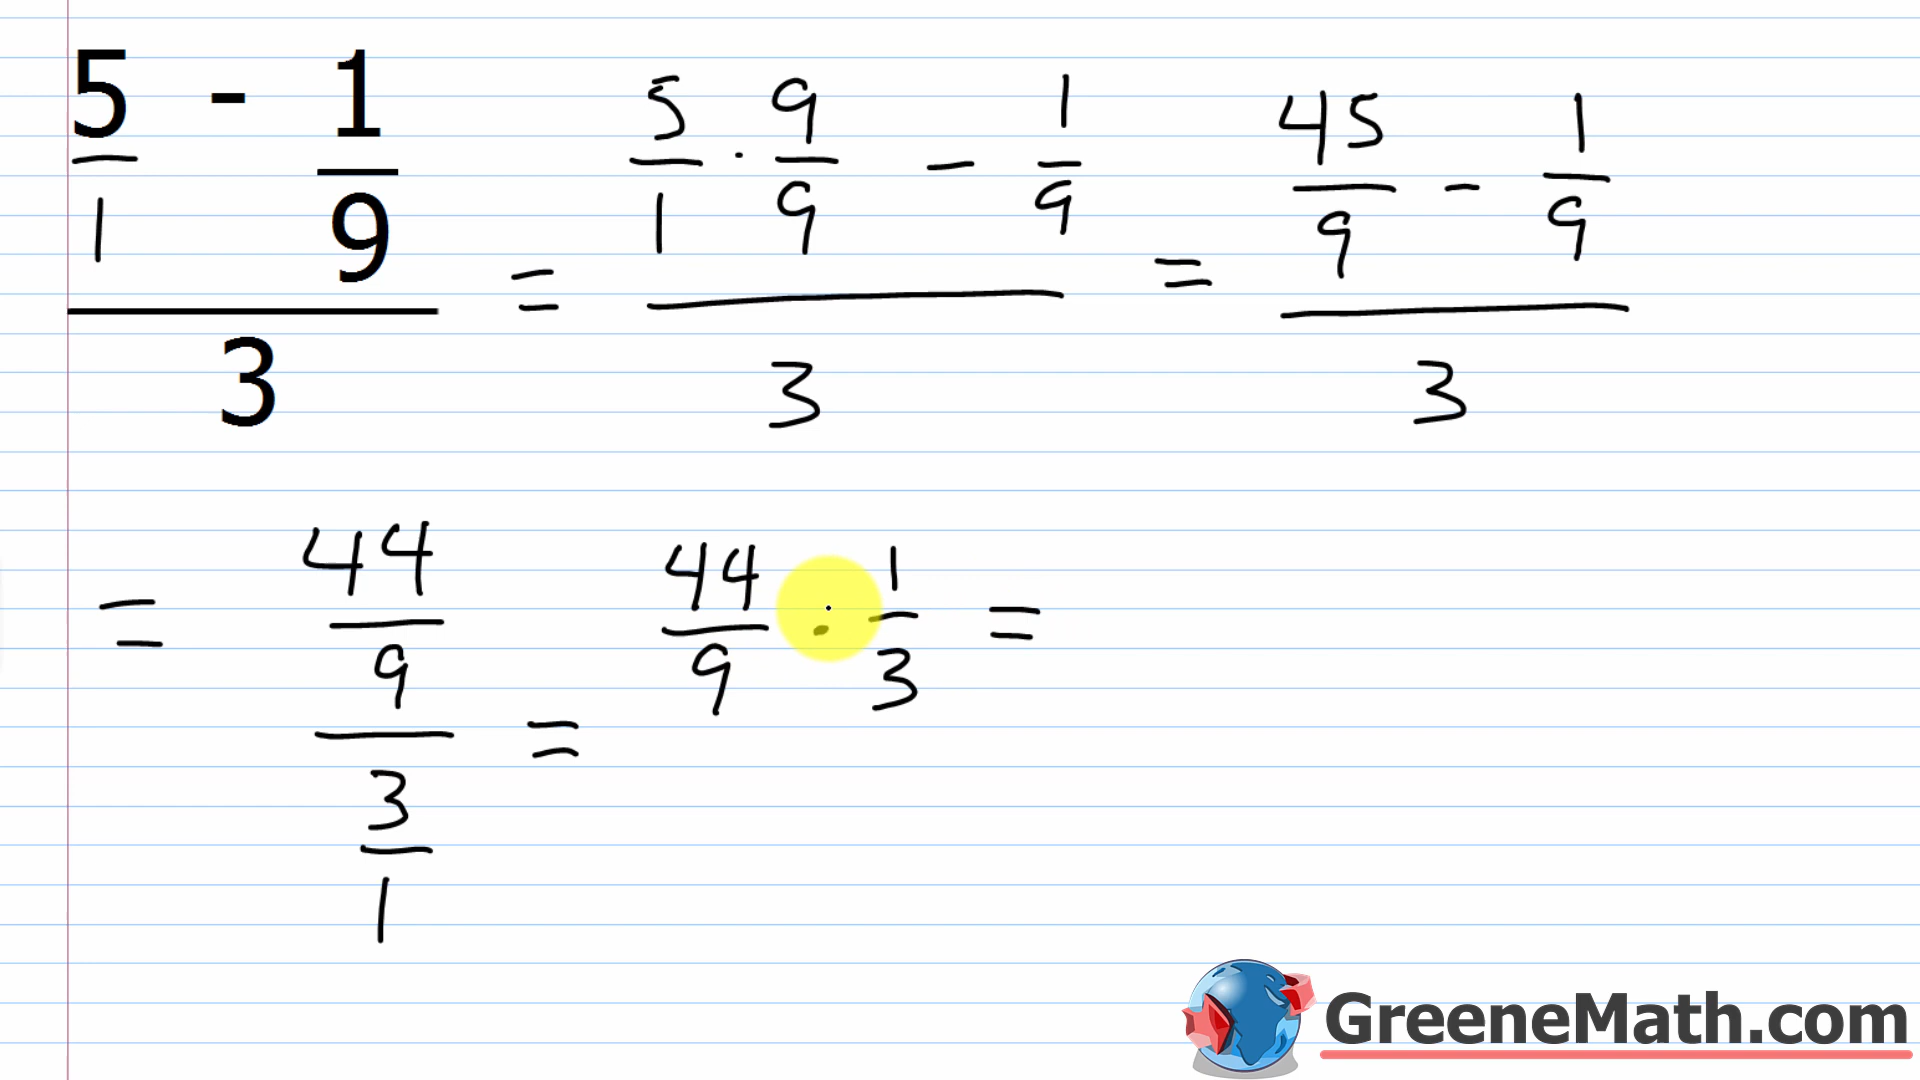 5 - 1 5 · 9 - 1 45 - 1
1 9 = 1 9 9 = 9 9
3 3 3
= 44 44 · 1 =
9 = 9 3
3
1
GreeneMath.com